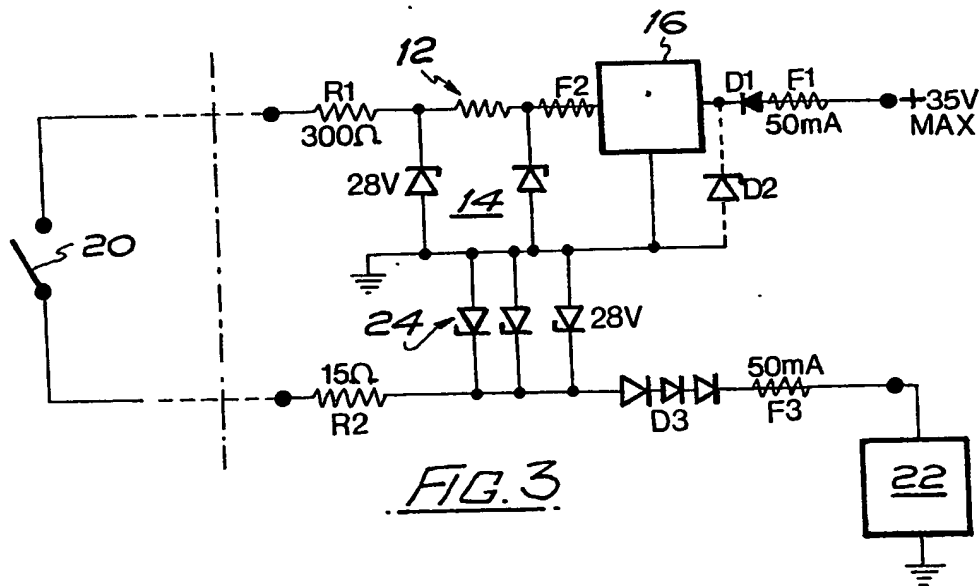 16
12
R1
300Ω
F2
D1
F1
50mA
+35V
MAX
28V
14
D2
20
24
28V
15Ω
R2
D3
50mA
F3
22
FIG. 3